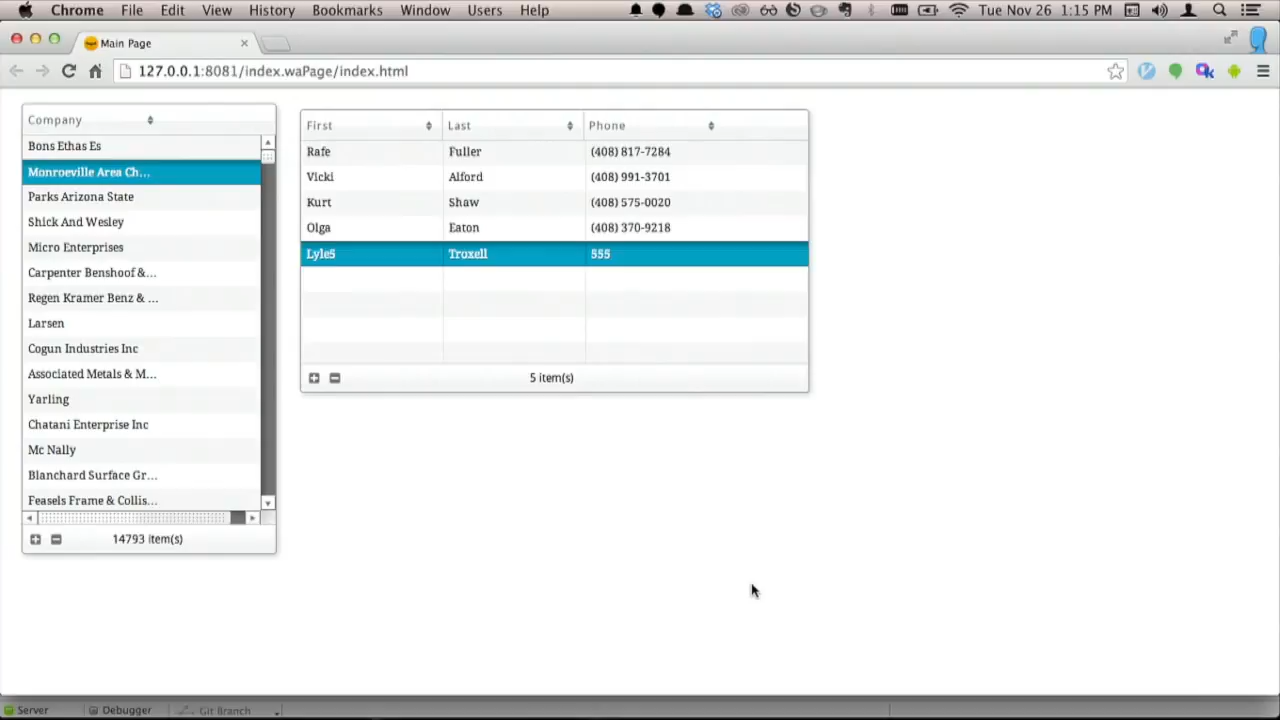 Chrome File Edit View History Bookmarks Window Users Help Tue Nov 26 1:15 PM
Main Page
127.0.0.1:8081/index.waPage/index.html
Company
Bons Ethas Es
Monroeville Area Ch...
Parks Arizona State
Shick And Wesley
Micro Enterprises
Carpenter Benshoof &...
Regen Kramer Benz & ...
Larsen
Cogun Industries Inc
Associated Metals & M...
Yarling
Chatani Enterprise Inc
Mc Nally
Blanchard Surface Gr...
Feasels Frame & Collis...
14793 item(s)
First Last Phone
Rafe Fuller (408) 817-7284
Vicki Alford (408) 991-3701
Kurt Shaw (408) 575-0020
Olga Eaton (408) 370-9218
Lyle5 Troxell 555
5 item(s)
Server Debugger Git Branch